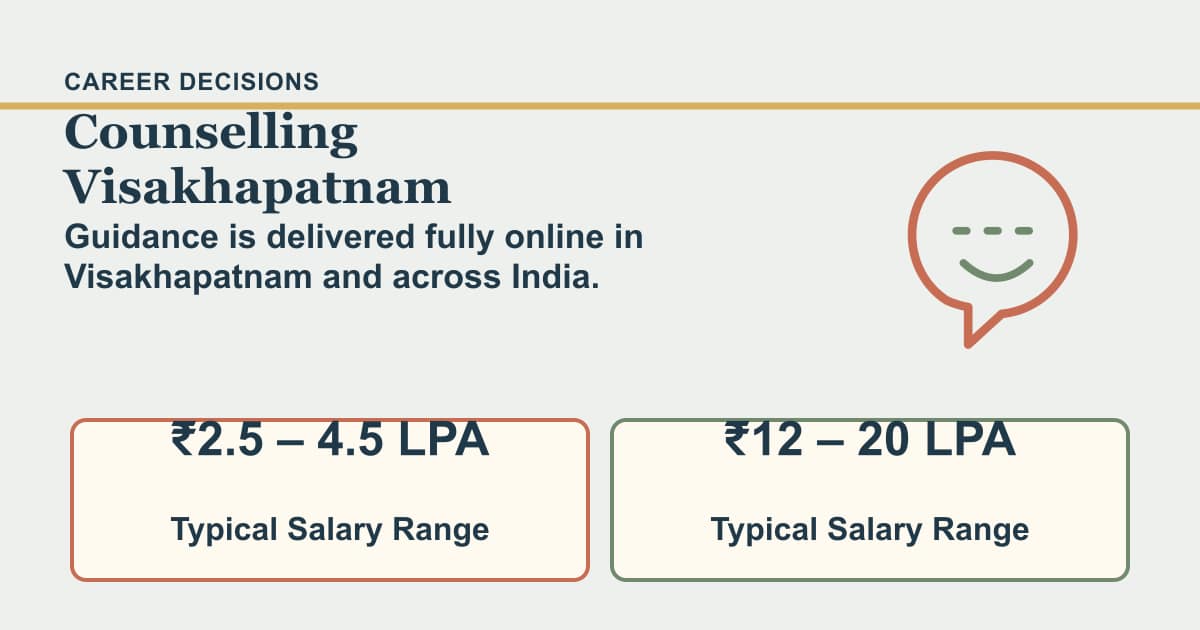 CAREER DECISIONS
Counselling
Visakhapatnam
Guidance is delivered fully online in
Visakhapatnam and across India.
₹2.5 – 4.5 LPA
Typical Salary Range
₹12 – 20 LPA
Typical Salary Range